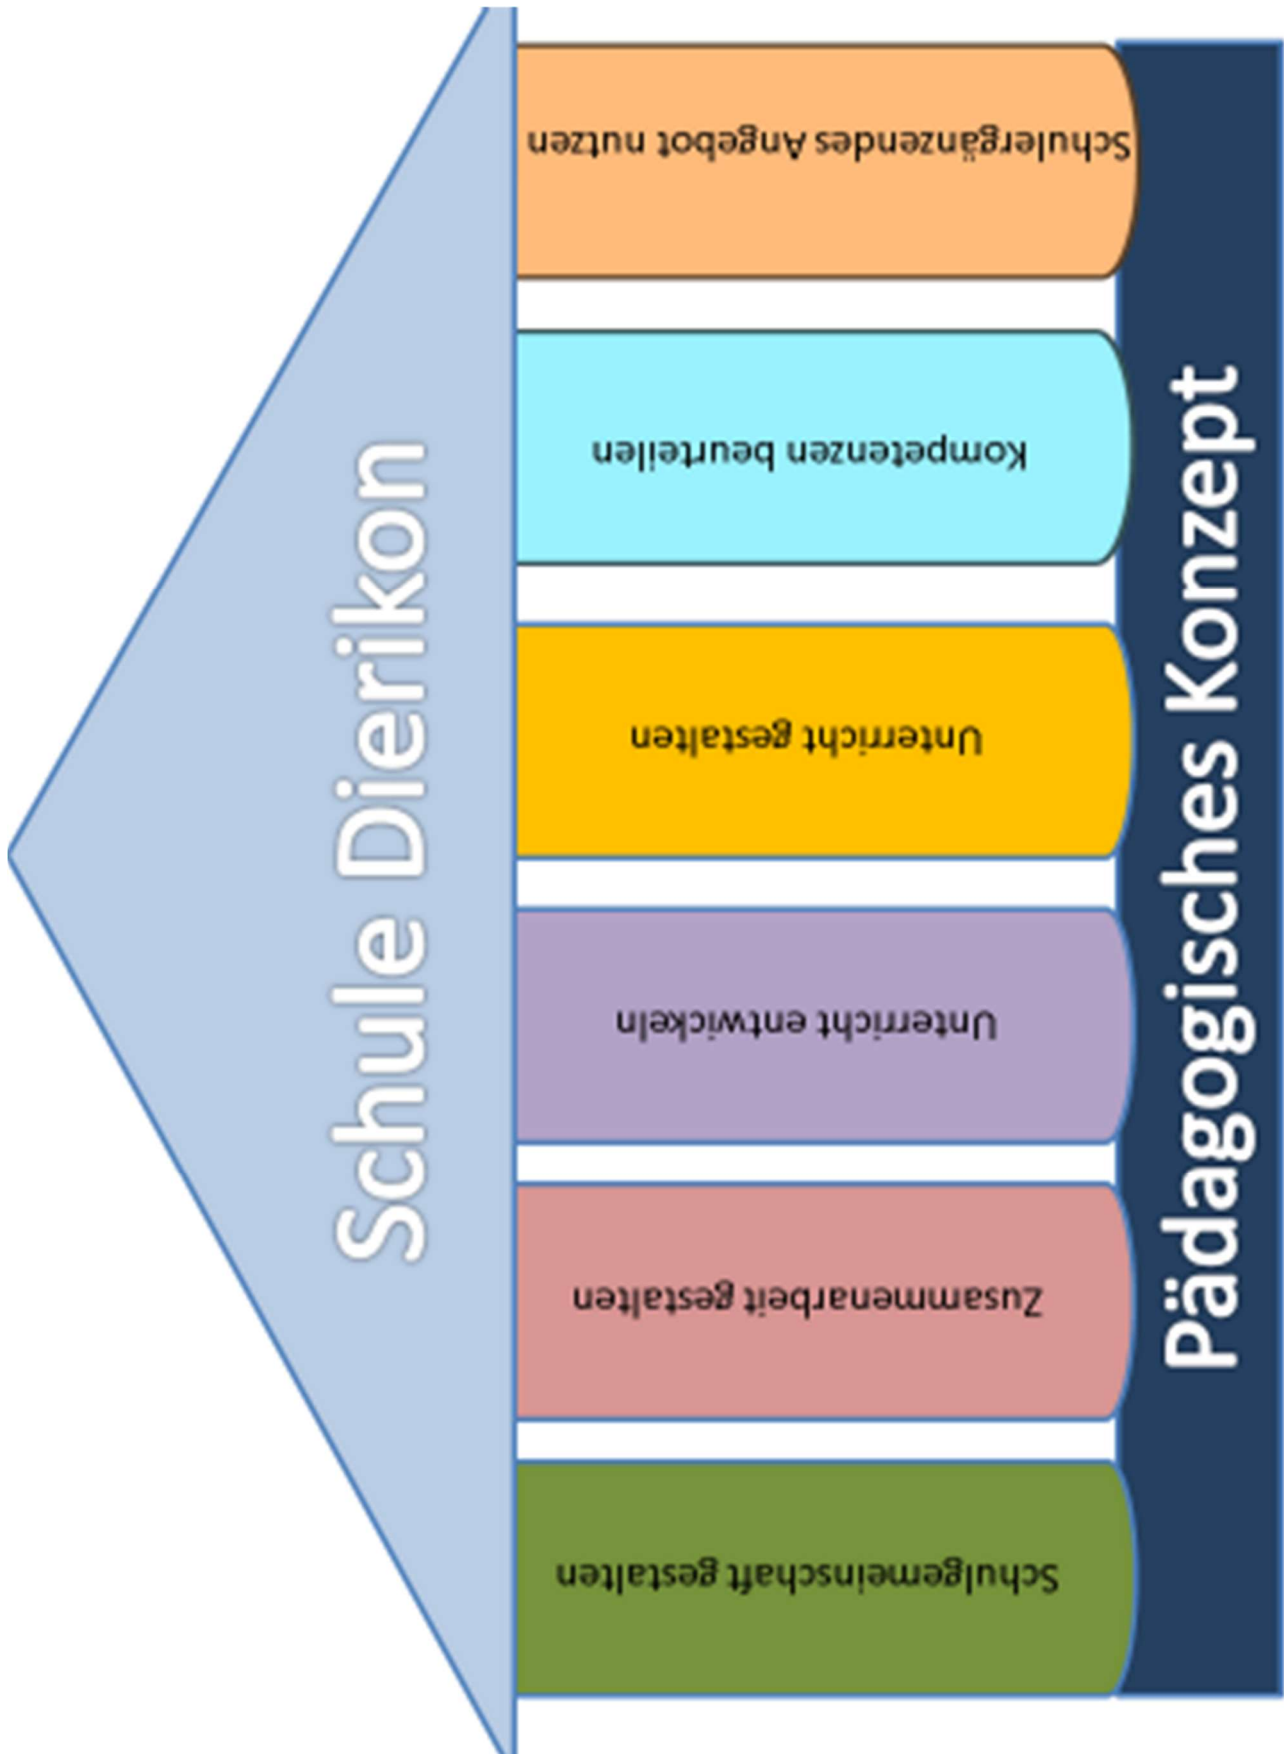 Schule Dierikon
Schulgemeinschaft gestalten
Zusammenarbeit gestalten
Unterricht entwickeln
Unterricht gestalten
Kompetenzen beurteilen
Schulergänzendes Angebot nutzen
Pädagogisches Konzept